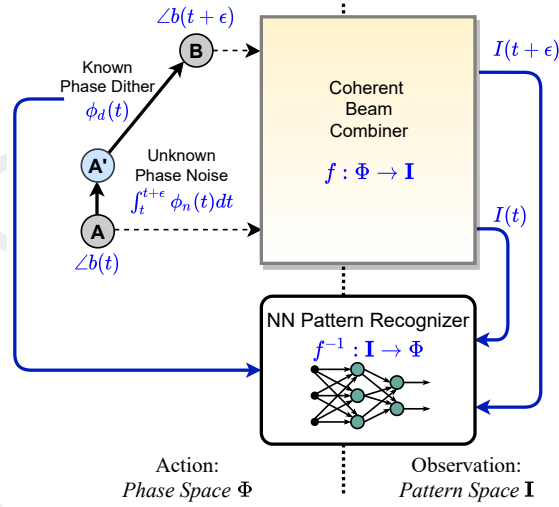 ∠b(t + ϵ)
B
I(t + ϵ)
Known
Phase Dither
ϕ_d(t)
Coherent
Beam
Combiner
f : Φ → I
A'
Unknown
Phase Noise
∫_t^{t+ϵ} ϕ_n(t)dt
A
∠b(t)
I(t)
NN Pattern Recognizer
f^{-1} : I → Φ
Action:
Phase Space Φ
Observation:
Pattern Space I